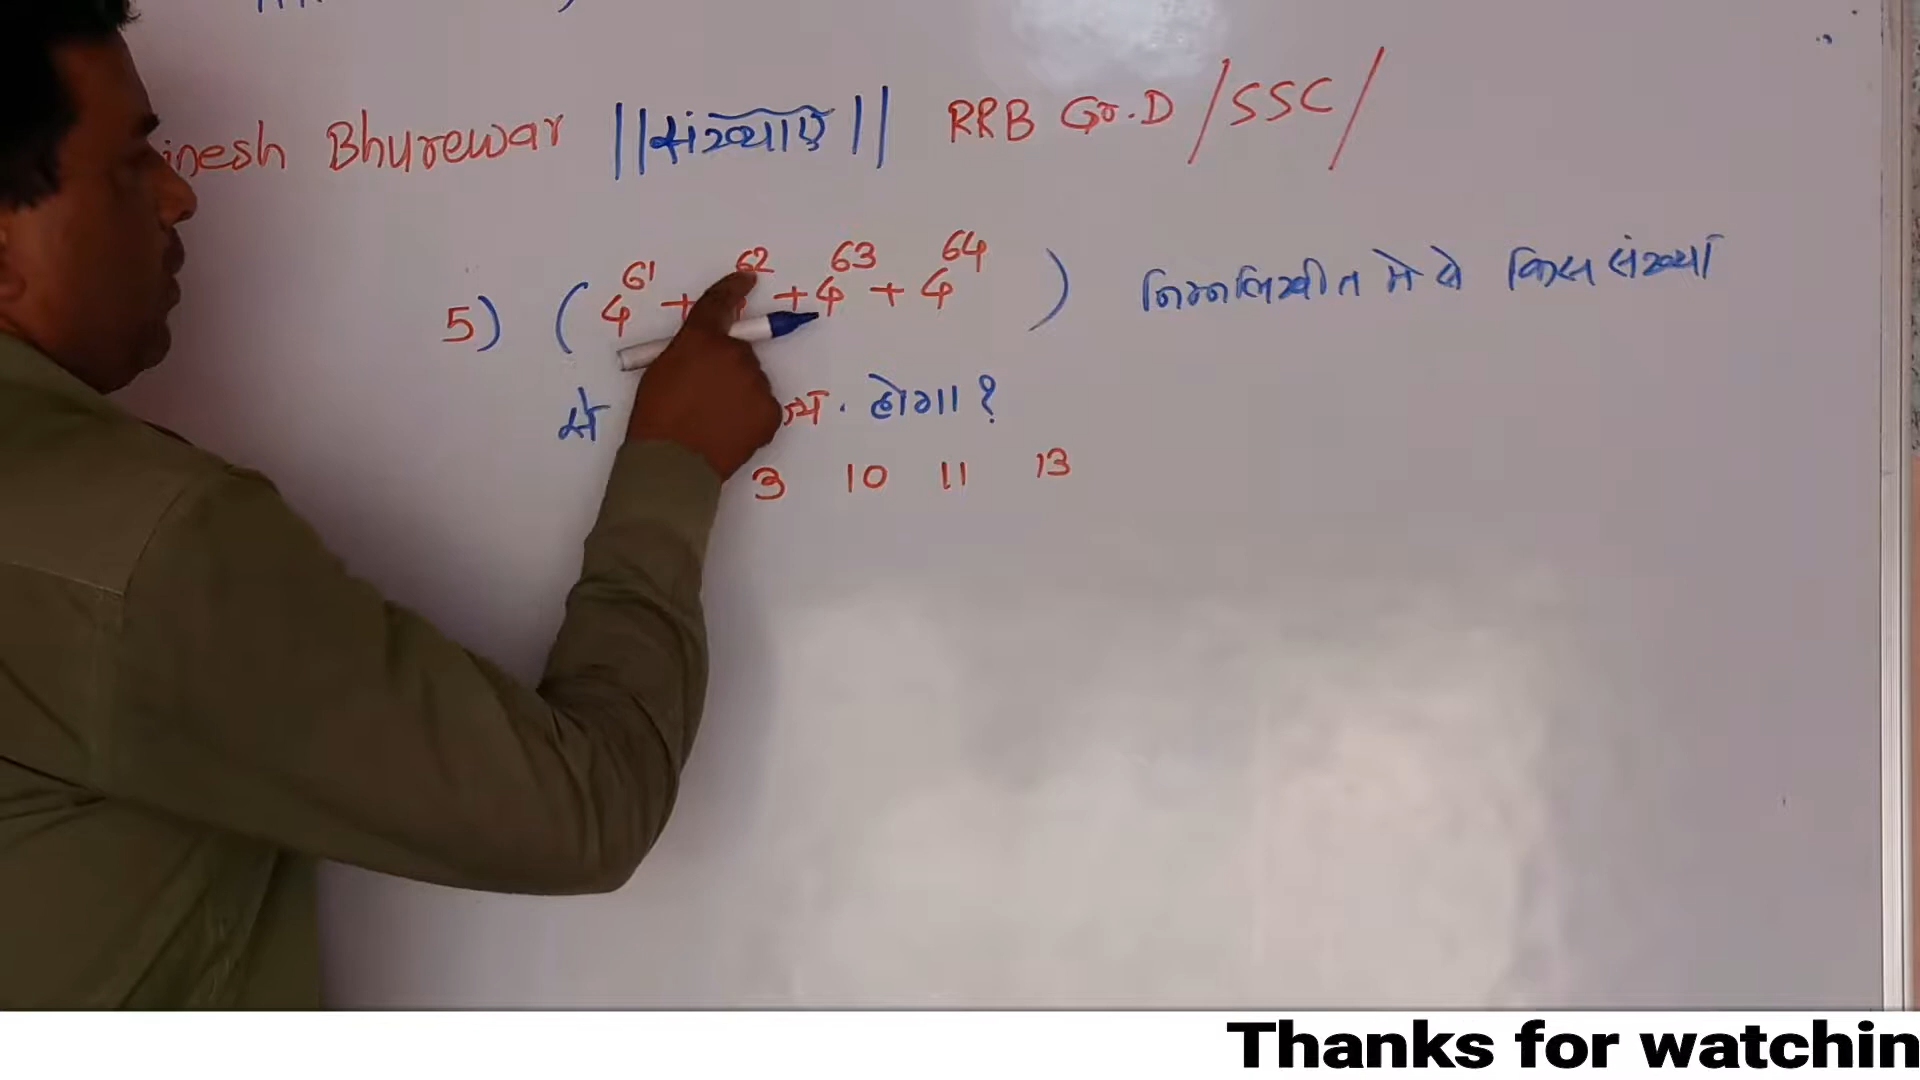 inesh Bhurewar ||संख्याए|| RRB Gr.D /SSC/
5) (4^61 + 4^62 + 4^63 + 4^64) निम्नलिखीत मे से किस संख्या
से ज्य. होगा?
3 10 11 13
Thanks for watchin